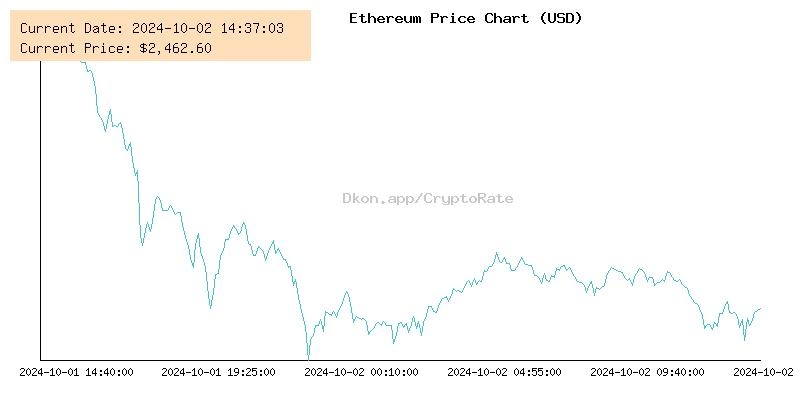 Ethereum Price Chart (USD)
Current Date: 2024-10-02 14:37:03
Current Price: $2,462.60
Dkon.app/CryptoRate
2024-10-01 14:40:00 2024-10-01 19:25:00 2024-10-02 00:10:00 2024-10-02 04:55:00 2024-10-02 09:40:00 2024-10-02